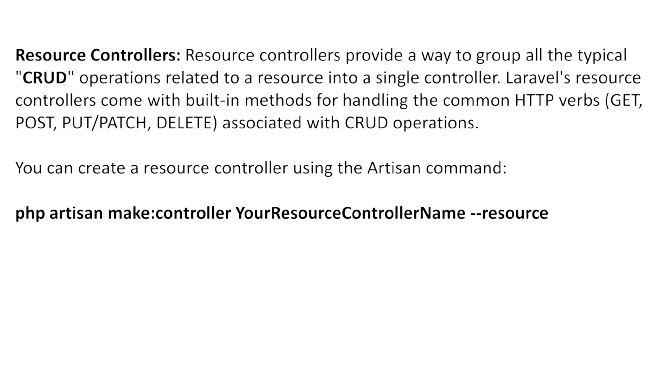 Resource Controllers: Resource controllers provide a way to group all the typical
"CRUD" operations related to a resource into a single controller. Laravel's resource
controllers come with built-in methods for handling the common HTTP verbs (GET,
POST, PUT/PATCH, DELETE) associated with CRUD operations.
You can create a resource controller using the Artisan command:
php artisan make:controller YourResourceControllerName --resource